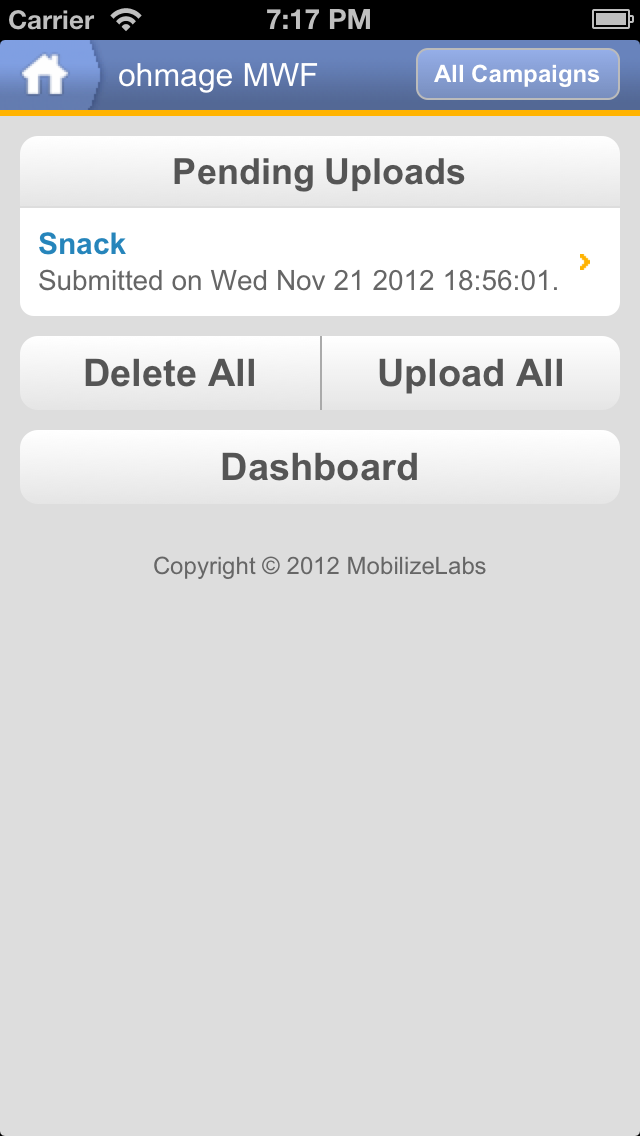 Carrier 7:17 PM
ohmage MWF All Campaigns
Pending Uploads
Snack
Submitted on Wed Nov 21 2012 18:56:01.
Delete All Upload All
Dashboard
Copyright © 2012 MobilizeLabs